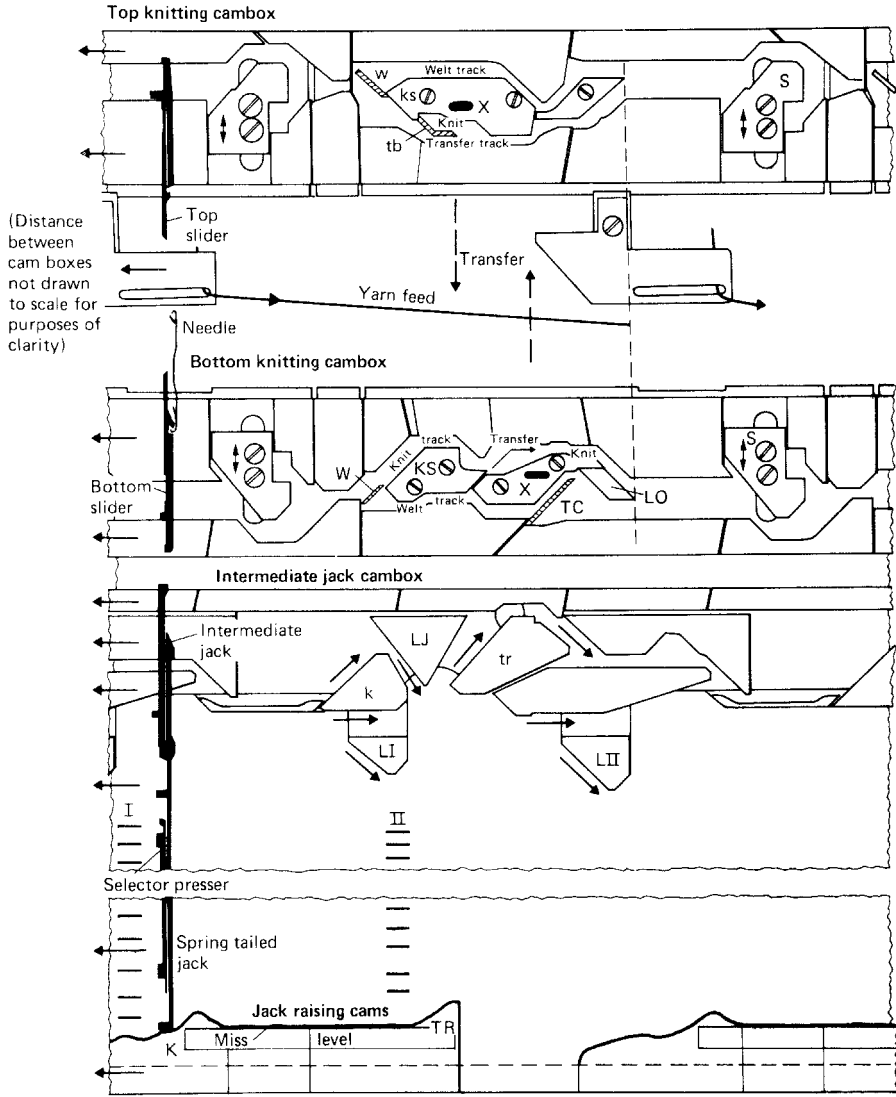 Top knitting cambox
W
Welt track
ks
X
S
Knit
tb
Transfer track
Top
slider
(Distance
between
cam boxes
not drawn
to scale for
purposes of
clarity)
Transfer
Yarn feed
Needle
Bottom knitting cambox
Knit
track
Transfer
Knit
S
W
KS
X
Bottom
slider
Welt
track
TC
LO
Intermediate jack cambox
Intermediate
jack
LJ
tr
k
LI
LII
I
II
Selector presser
Spring tailed
jack
Jack raising cams
K
Miss
level
TR